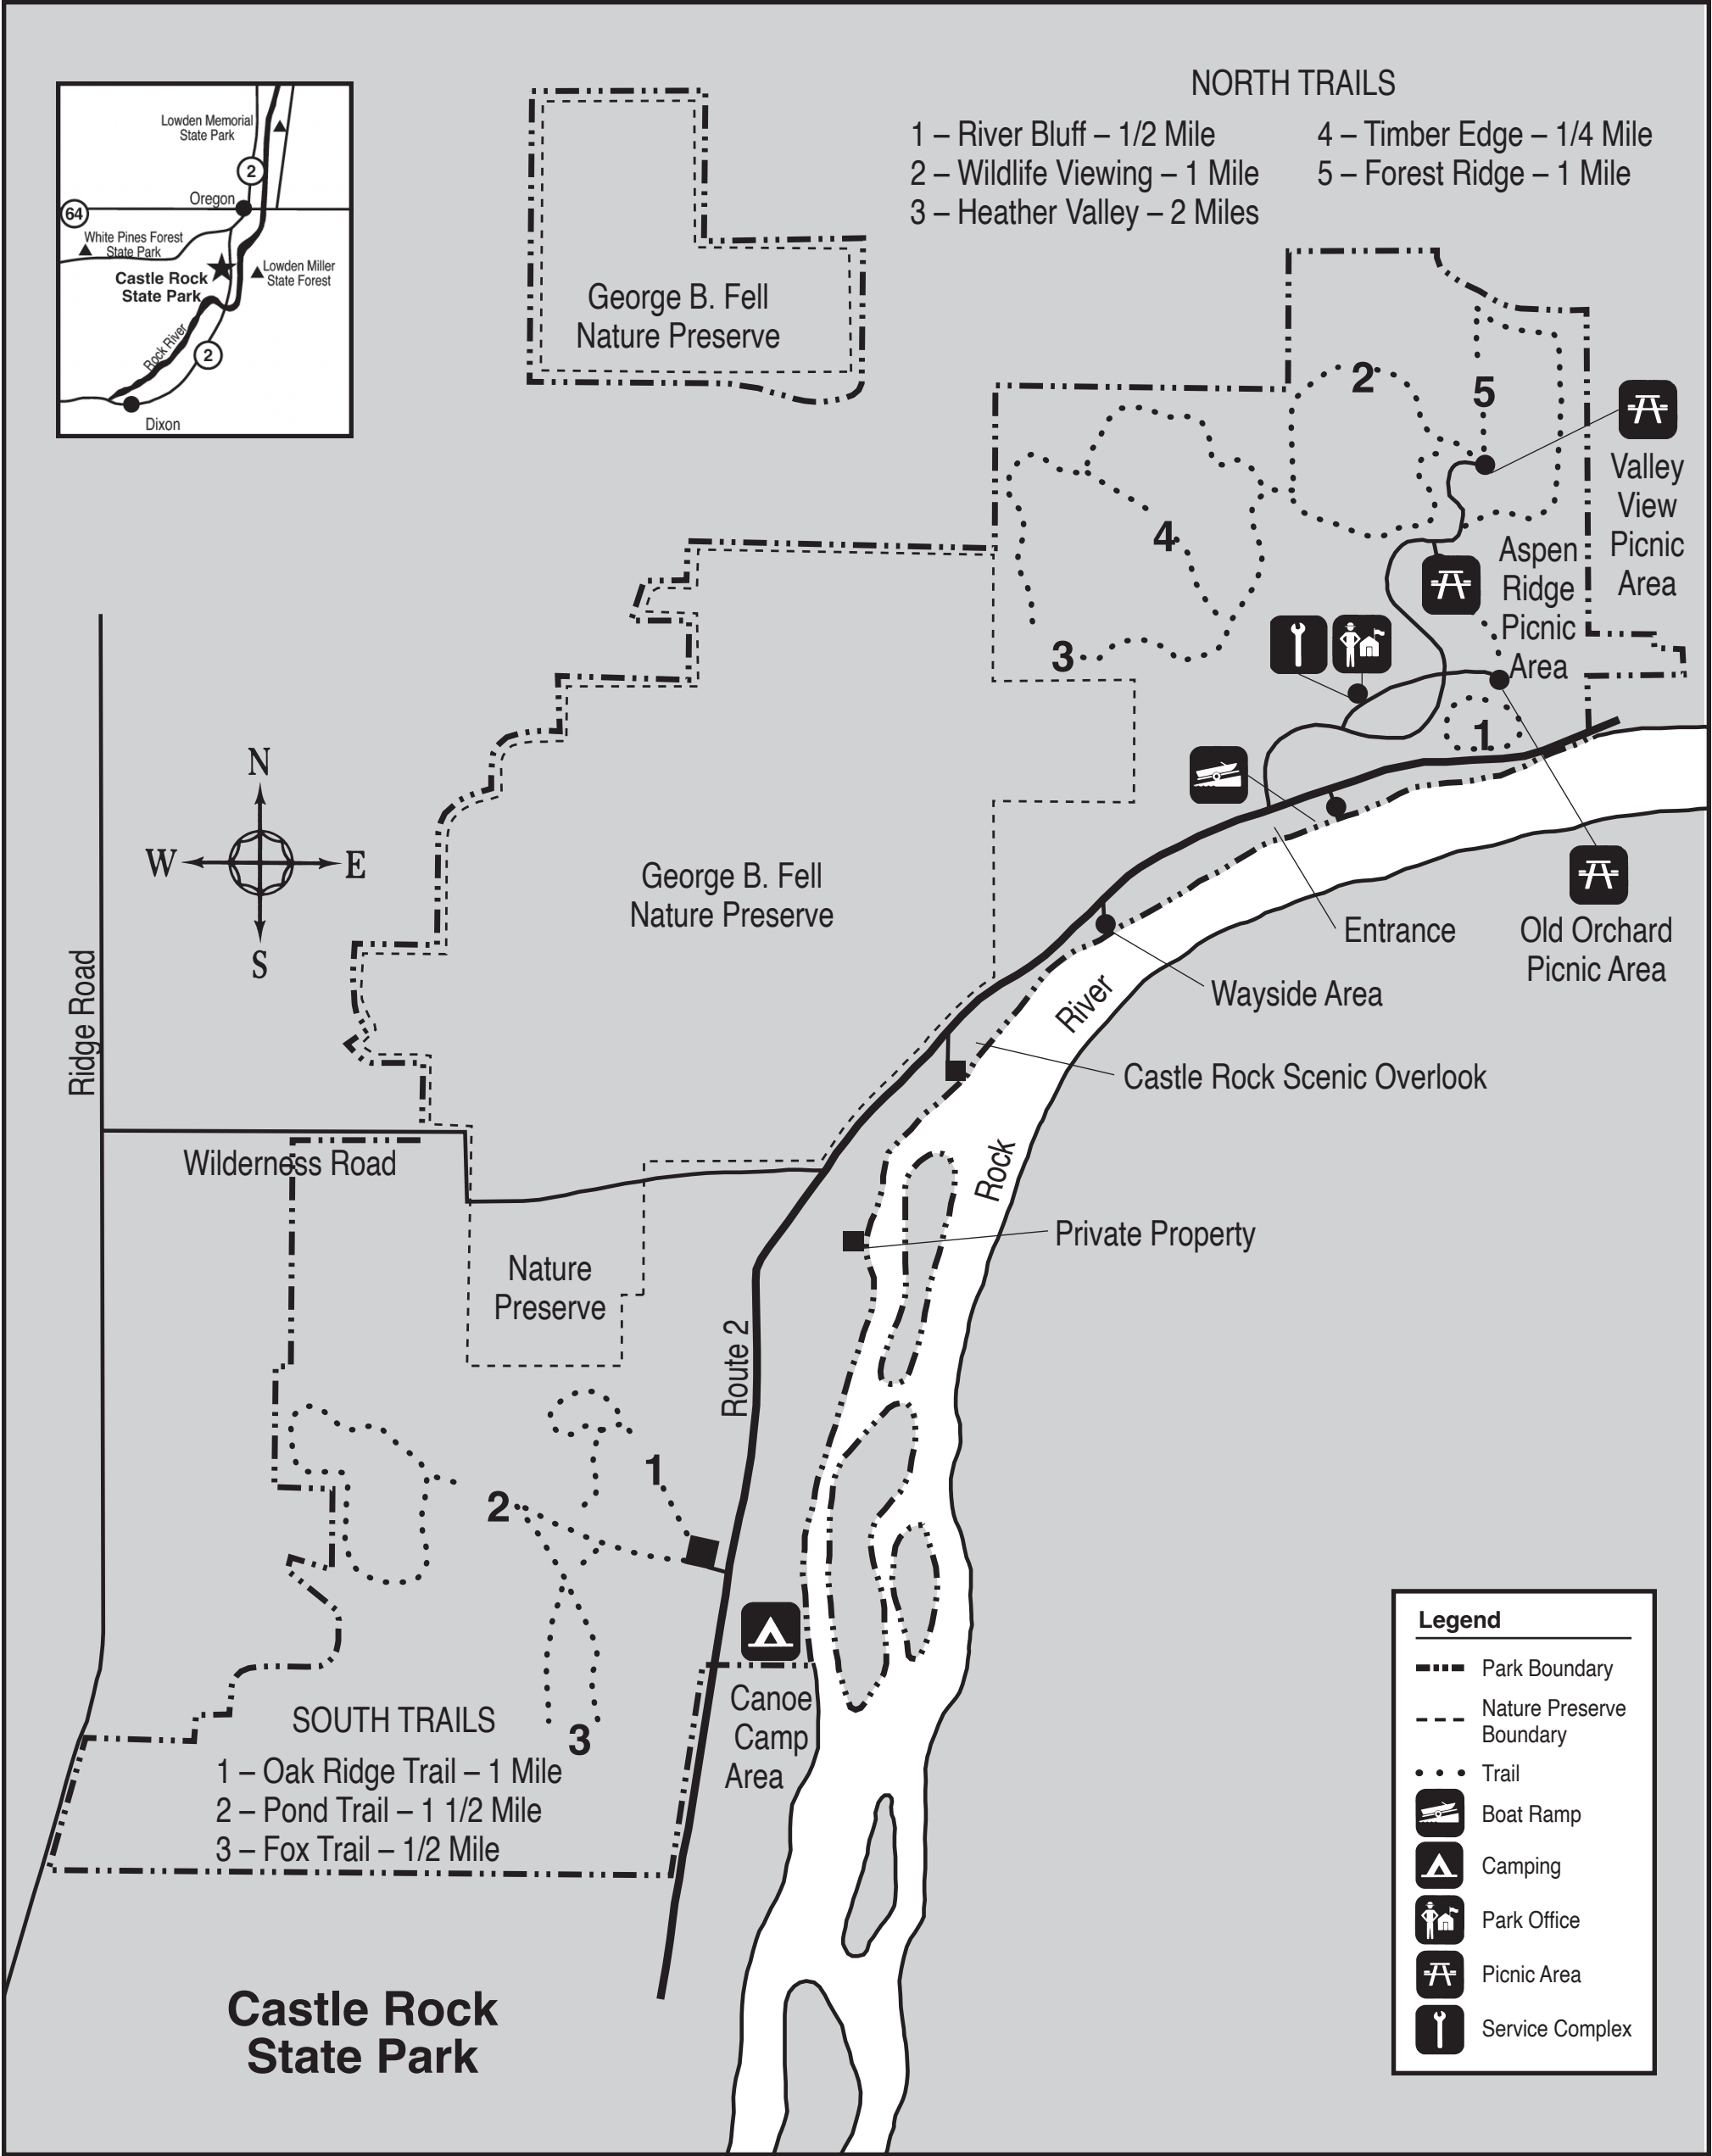 Lowden Memorial
State Park
2
Oregon
64
White Pines Forest
State Park
Castle Rock
State Park
Lowden Miller
State Forest
Rock River
2
Dixon
NORTH TRAILS
1 – River Bluff – 1/2 Mile
2 – Wildlife Viewing – 1 Mile
3 – Heather Valley – 2 Miles
4 – Timber Edge – 1/4 Mile
5 – Forest Ridge – 1 Mile
George B. Fell
Nature Preserve
2
5
4
3
1
Valley
View
Picnic
Area
Aspen
Ridge
Picnic
Area
N
W
E
S
George B. Fell
Nature Preserve
Entrance
Old Orchard
Picnic Area
Wayside Area
River
Castle Rock Scenic Overlook
Ridge Road
Wilderness Road
Rock
Private Property
Nature
Preserve
Route 2
1
2
3
Canoe
Camp
Area
SOUTH TRAILS
1 – Oak Ridge Trail – 1 Mile
2 – Pond Trail – 1 1/2 Mile
3 – Fox Trail – 1/2 Mile
Castle Rock
State Park
Legend
Park Boundary
Nature Preserve
Boundary
Trail
Boat Ramp
Camping
Park Office
Picnic Area
Service Complex